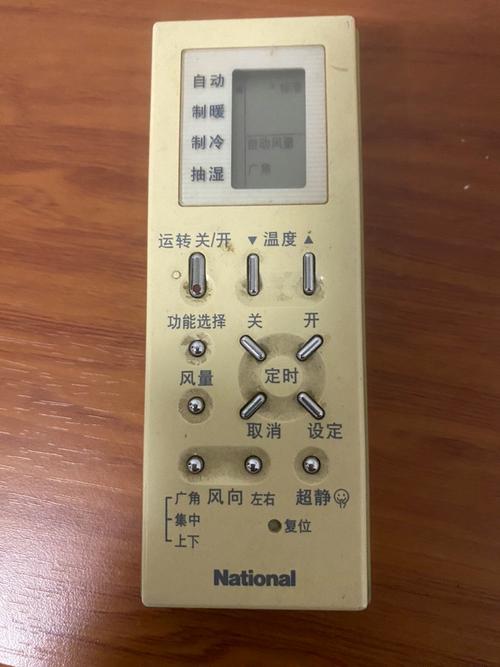 自动
制暖
制冷
抽湿
自动风量
广角
运转 关/开 ▼ 温度 ▲
功能选择 关 开
风量 定时
取消 设定
广角 风向 左右 超静
集中 复位
上下
National